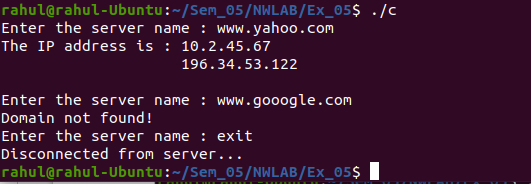 rahul@rahul-Ubuntu:~/Sem_05/NWLAB/Ex_05$ ./c
Enter the server name : www.yahoo.com
The IP address is : 10.2.45.67
                    196.34.53.122

Enter the server name : www.gooogle.com
Domain not found!
Enter the server name : exit
Disconnected from server...
rahul@rahul-Ubuntu:~/Sem_05/NWLAB/Ex_05$